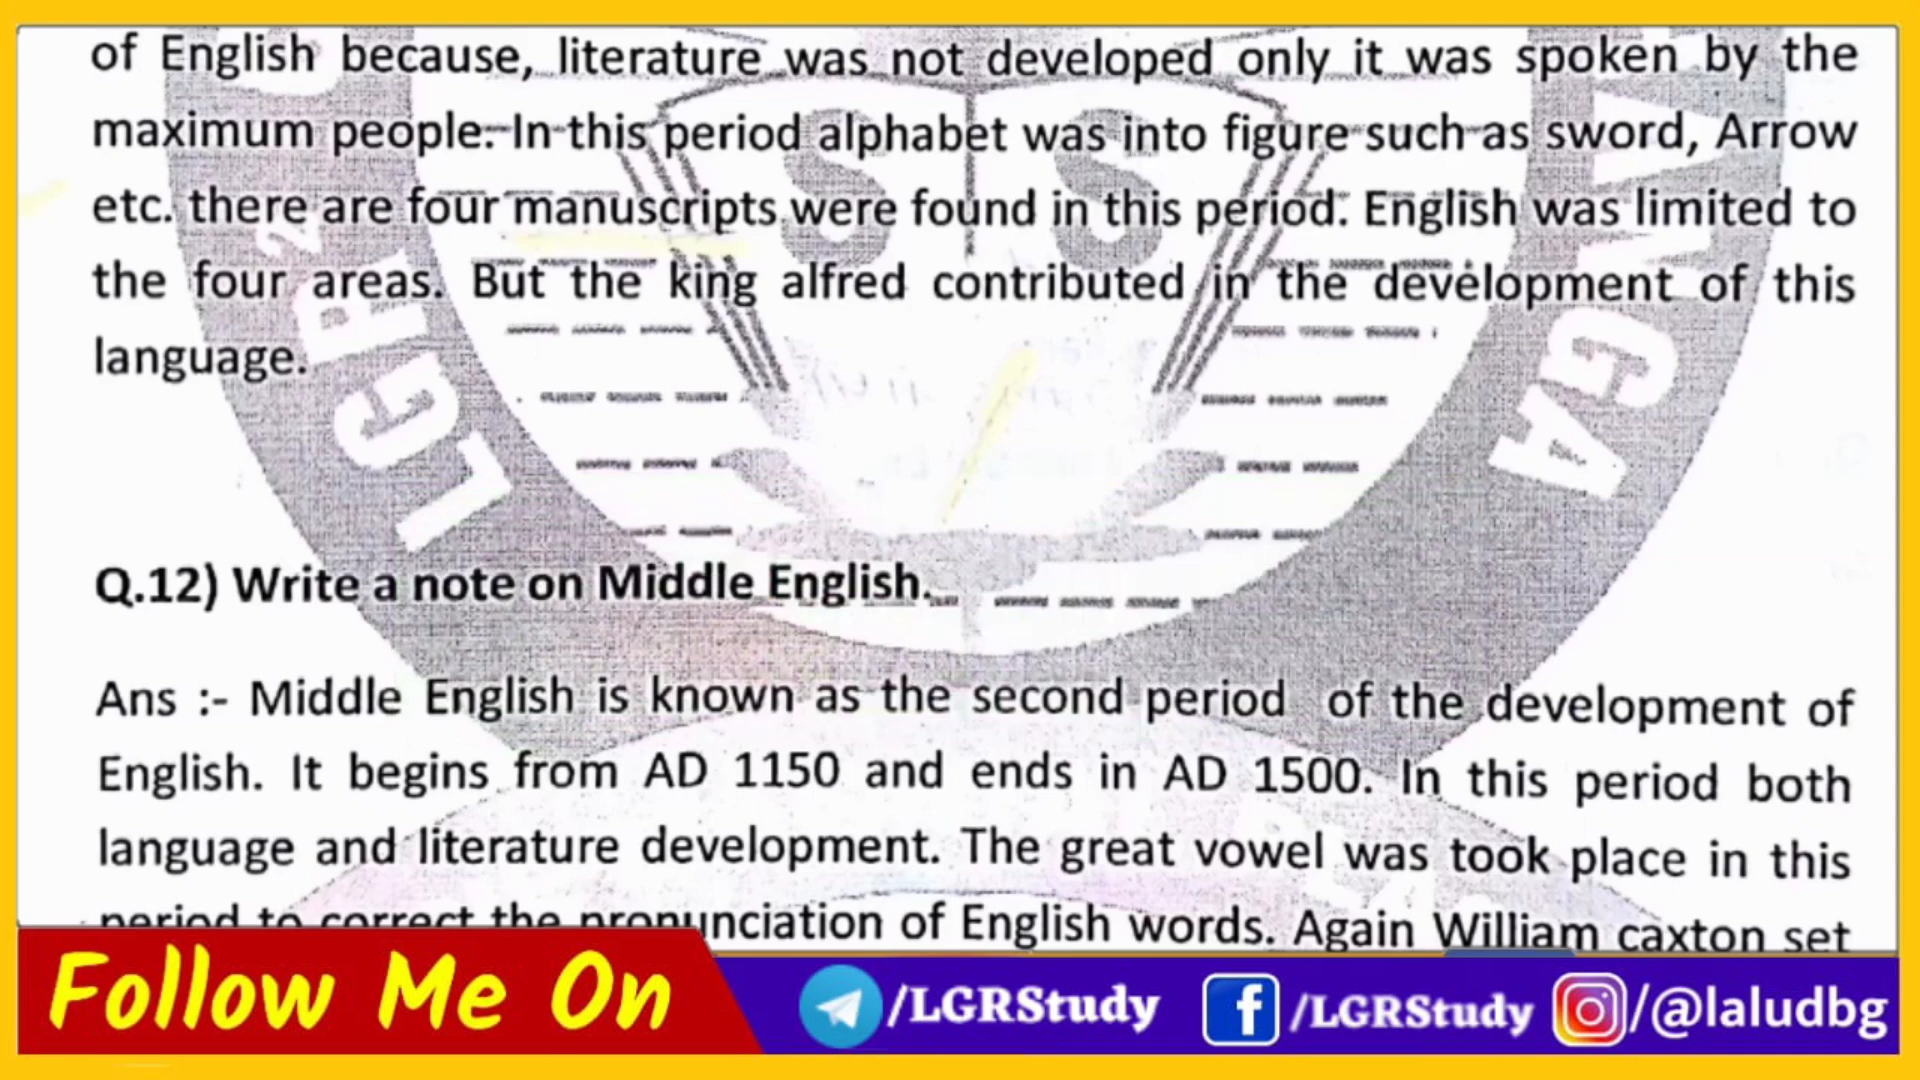 of English because, literature was not developed only it was spoken by the
maximum people. In this period alphabet was into figure such as sword, Arrow
etc. there are four manuscripts were found in this period. English was limited to
the four areas. But the king alfred contributed in the development of this
language.
Q.12) Write a note on Middle English.
Ans :- Middle English is known as the second period of the development of
English. It begins from AD 1150 and ends in AD 1500. In this period both
language and literature development. The great vowel was took place in this
period to correct the pronunciation of English words. Again William caxton set
S S
LGR
Follow Me On
/LGRStudy
/LGRStudy
/@laludbg